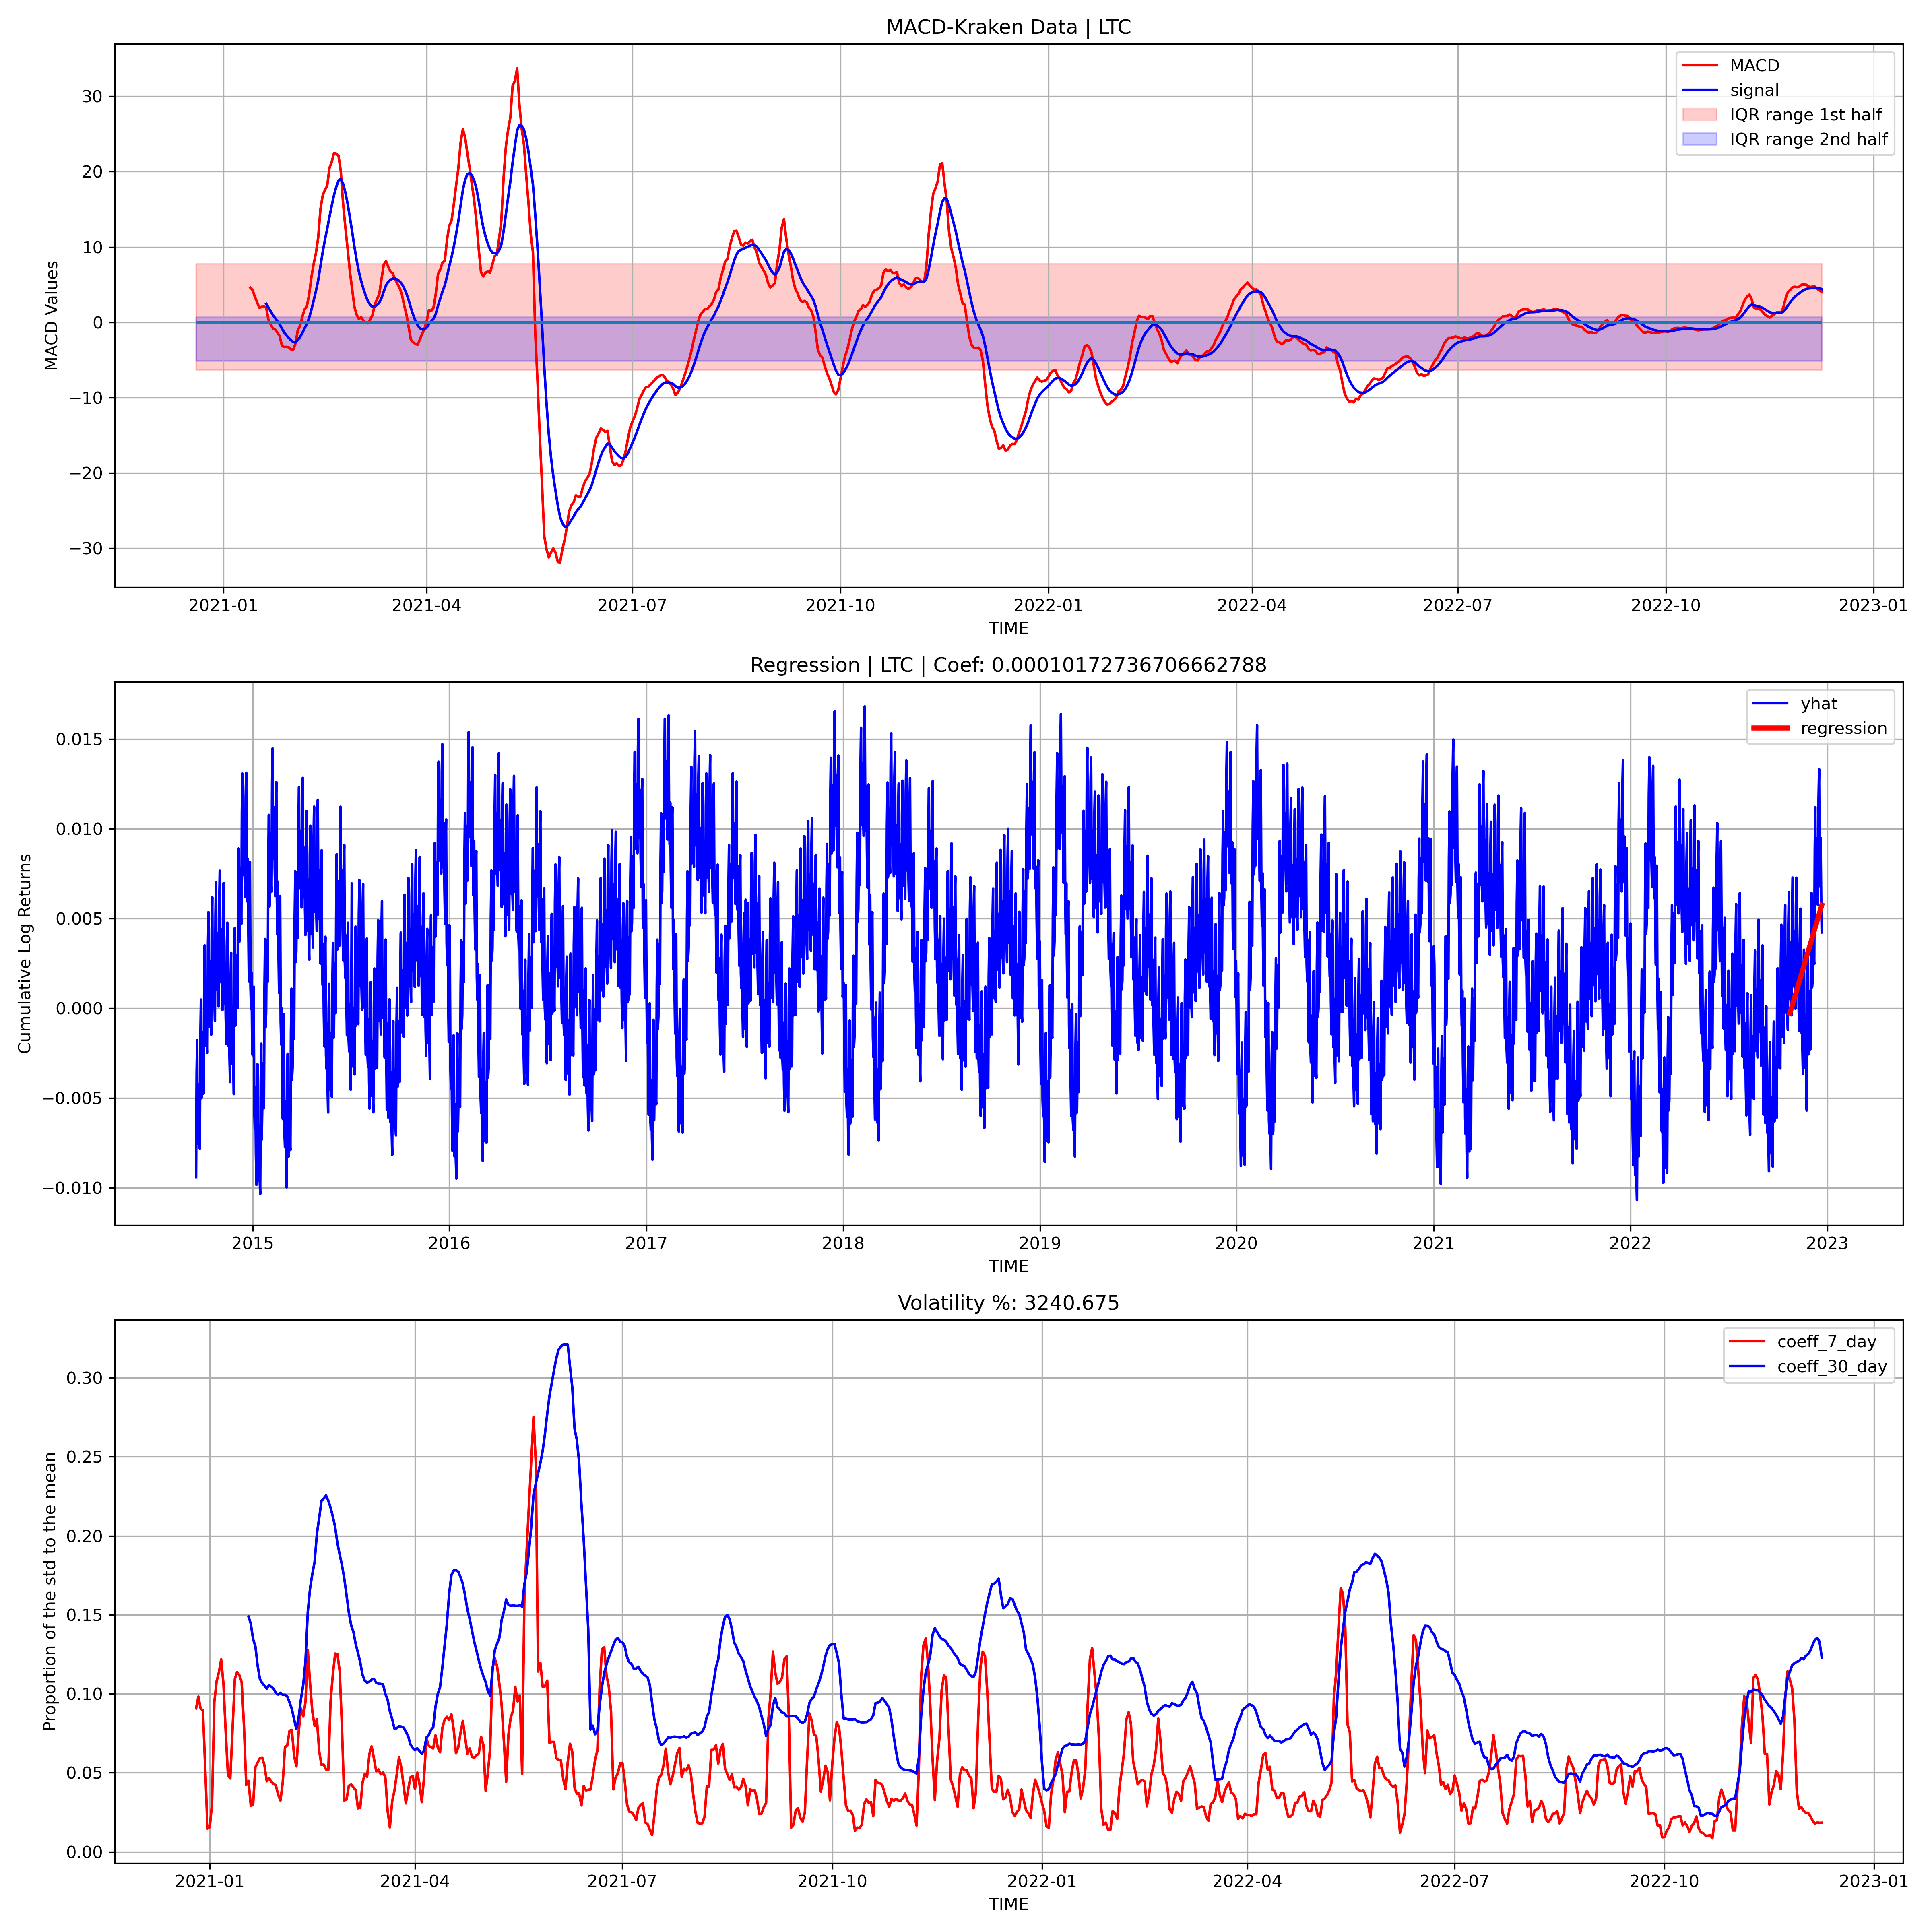 MACD-Kraken Data | LTC
MACD
signal
IQR range 1st half
IQR range 2nd half
MACD Values
30
20
10
0
−10
−20
−30
2021-01 2021-04 2021-07 2021-10 2022-01 2022-04 2022-07 2022-10 2023-01
TIME
Regression | LTC | Coef: 0.00010172736706662788
yhat
regression
Cumulative Log Returns
0.015
0.010
0.005
0.000
−0.005
−0.010
2015 2016 2017 2018 2019 2020 2021 2022 2023
TIME
Volatility %: 3240.675
coeff_7_day
coeff_30_day
Proportion of the std to the mean
0.30
0.25
0.20
0.15
0.10
0.05
0.00
2021-01 2021-04 2021-07 2021-10 2022-01 2022-04 2022-07 2022-10 2023-01
TIME